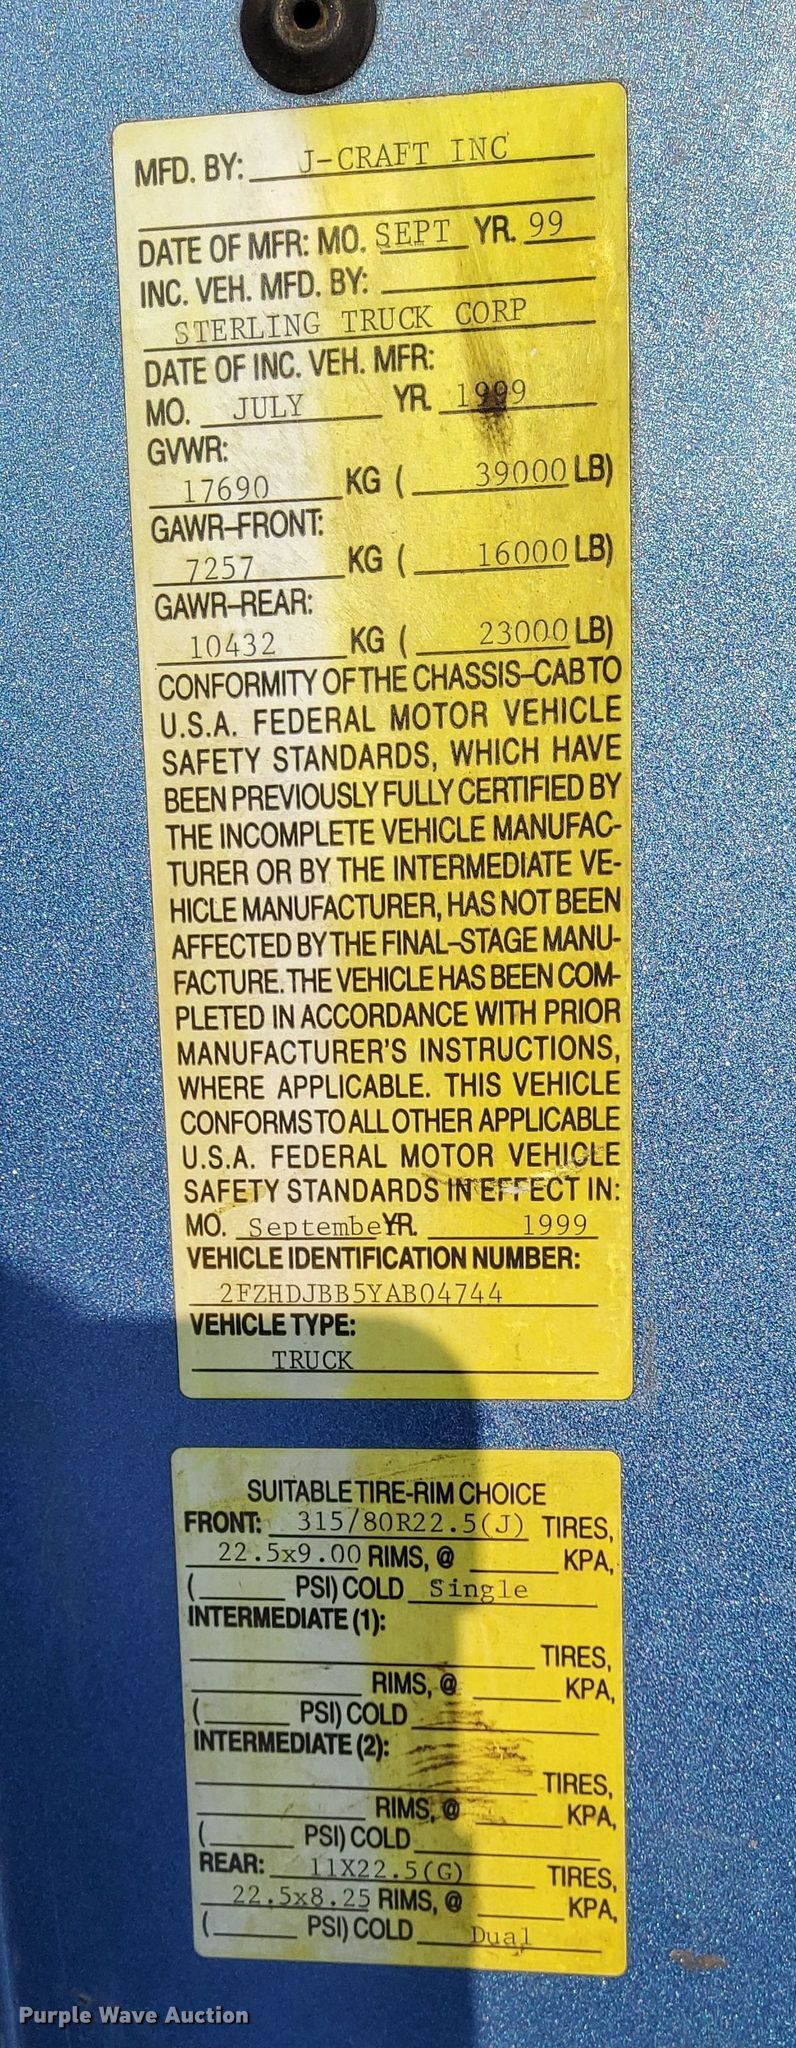 MFD. BY: J-CRAFT INC
DATE OF MFR: MO. SEPT YR. 99
INC. VEH. MFD. BY:
STERLING TRUCK CORP
DATE OF INC. VEH. MFR:
MO. JULY YR. 1999
GVWR:
17690 KG ( 39000 LB)
GAWR-FRONT:
7257 KG ( 16000 LB)
GAWR-REAR:
10432 KG ( 23000 LB)
CONFORMITY OF THE CHASSIS-CAB TO
U.S.A. FEDERAL MOTOR VEHICLE
SAFETY STANDARDS, WHICH HAVE
BEEN PREVIOUSLY FULLY CERTIFIED BY
THE INCOMPLETE VEHICLE MANUFAC-
TURER OR BY THE INTERMEDIATE VE-
HICLE MANUFACTURER, HAS NOT BEEN
AFFECTED BY THE FINAL-STAGE MANU-
FACTURE. THE VEHICLE HAS BEEN COM-
PLETED IN ACCORDANCE WITH PRIOR
MANUFACTURER'S INSTRUCTIONS,
WHERE APPLICABLE. THIS VEHICLE
CONFORMS TO ALL OTHER APPLICABLE
U.S.A. FEDERAL MOTOR VEHICLE
SAFETY STANDARDS IN EFFECT IN:
MO. Septembe YR. 1999
VEHICLE IDENTIFICATION NUMBER:
2FZHDJBB5YAB04744
VEHICLE TYPE:
TRUCK
SUITABLE TIRE-RIM CHOICE
FRONT: 315/80R22.5(J) TIRES,
22.5x9.00 RIMS, @ KPA,
( PSI) COLD Single
INTERMEDIATE (1):
TIRES,
RIMS, @ KPA,
( PSI) COLD
INTERMEDIATE (2):
TIRES,
RIMS, @ KPA,
( PSI) COLD
REAR: 11X22.5(G) TIRES,
22.5x8.25 RIMS, @ KPA,
( PSI) COLD Dual
Purple Wave Auction